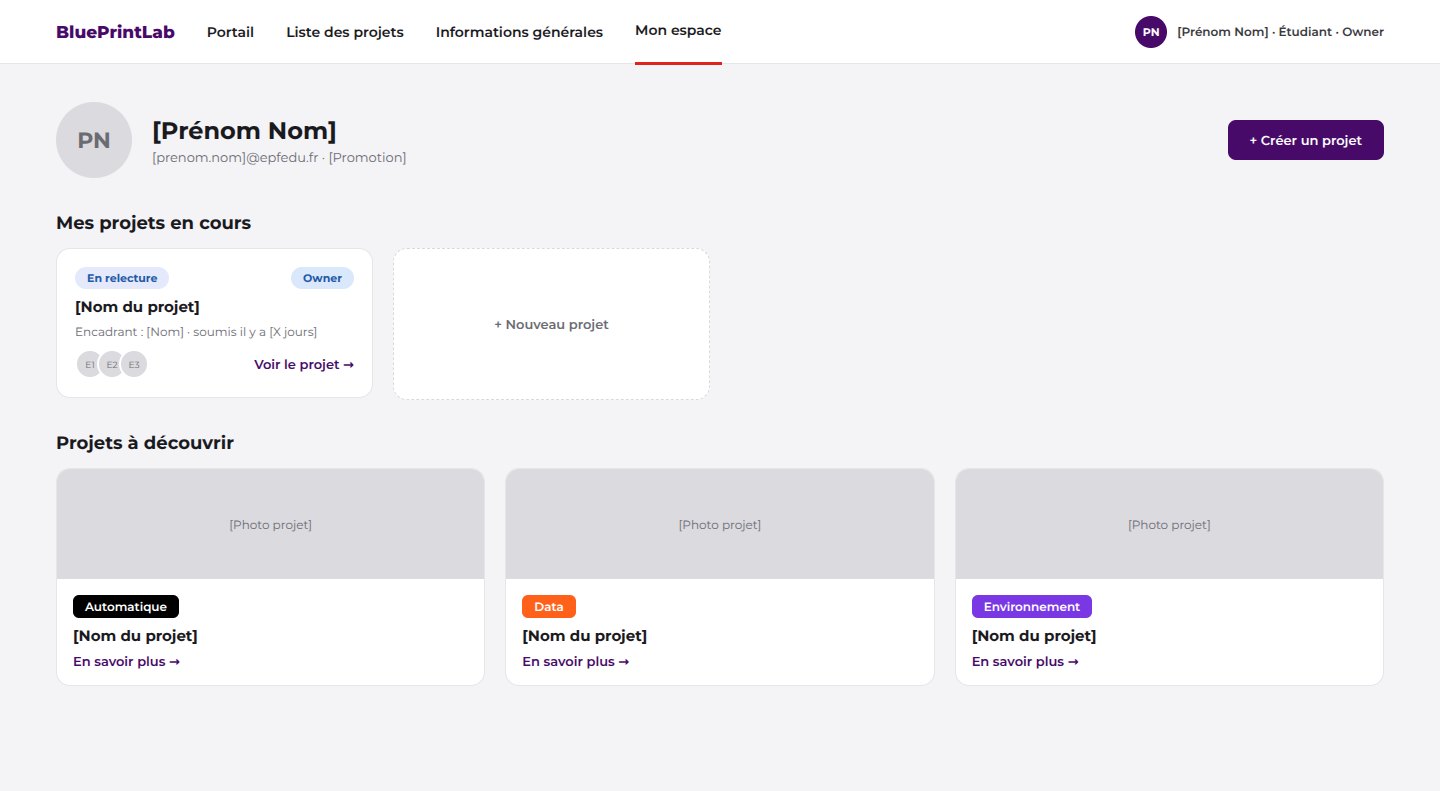 BluePrintLab Portail Liste des projets Informations générales Mon espace PN [Prénom Nom] · Étudiant · Owner
PN
[Prénom Nom]
[prenom.nom]@epfedu.fr · [Promotion]
+ Créer un projet
Mes projets en cours
En relecture Owner
[Nom du projet]
Encadrant : [Nom] · soumis il y a [X jours]
E1 E2 E3 Voir le projet →
+ Nouveau projet
Projets à découvrir
[Photo projet]
Automatique
[Nom du projet]
En savoir plus →
[Photo projet]
Data
[Nom du projet]
En savoir plus →
[Photo projet]
Environnement
[Nom du projet]
En savoir plus →